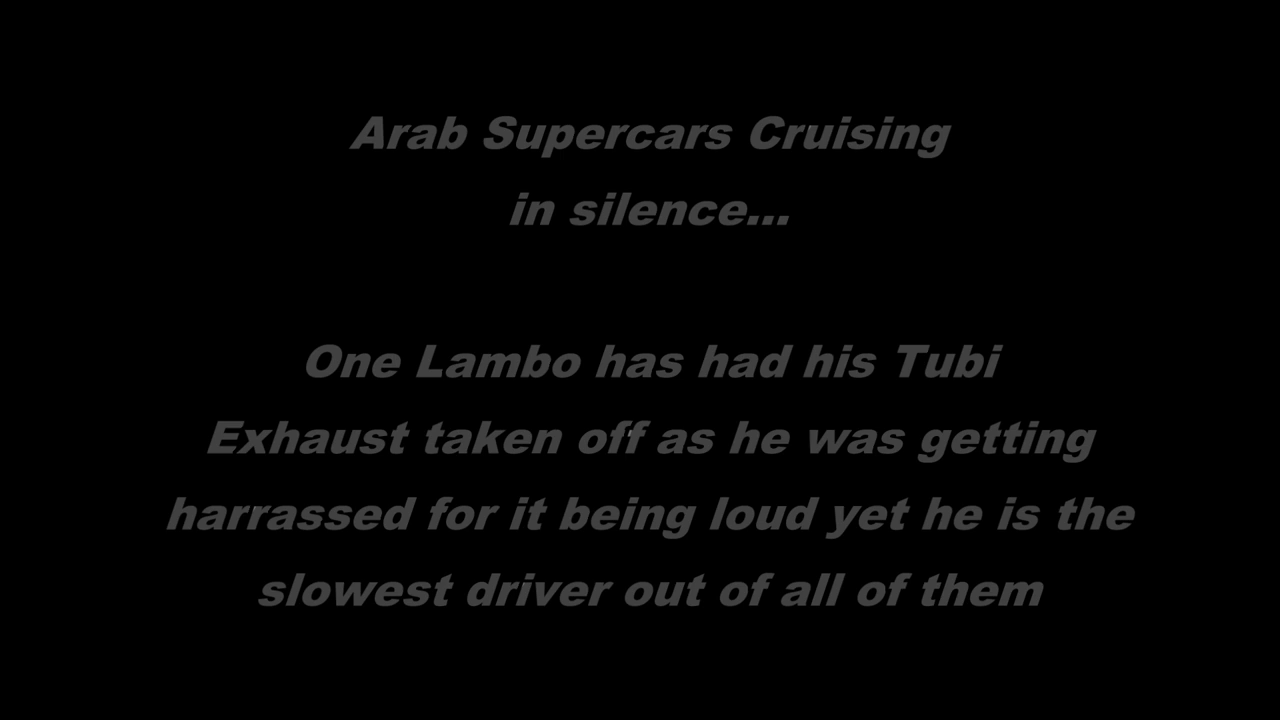 Arab Supercars Cruising
in silence...
One Lambo has had his Tubi
Exhaust taken off as he was getting
harrassed for it being loud yet he is the
slowest driver out of all of them